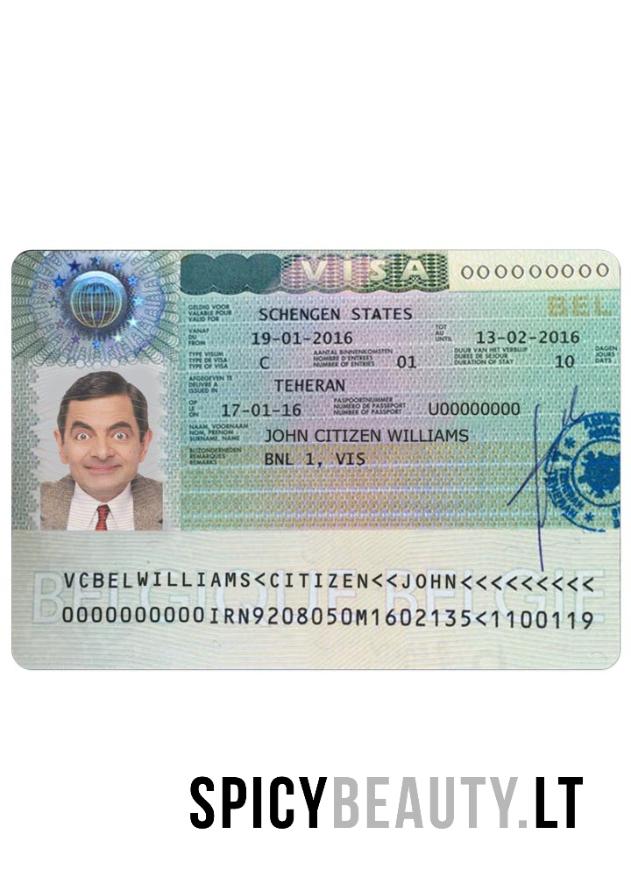 VISA 000000000
BEL
GELDIG VOOR
VALABLE POUR
VALID FOR
SCHENGEN STATES
VANAF
DU
FROM
19-01-2016
TOT
AU
UNTIL
13-02-2016
TYPE VISUM
TYPE DE VISA
TYPE OF VISA
C
AANTAL BINNENKOMSTEN
NOMBRE D'ENTREES
NUMBER OF ENTRIES
01
DUUR VAN HET VERBLIJF
DUREE DE SEJOUR
DURATION OF STAY
10
DAGEN
JOURS
DAYS
AFGEGEVEN TE
DELIVRE A
ISSUED IN
TEHERAN
OP
LE
ON
17-01-16
PASPOORTNUMMER
NUMERO DE PASSEPORT
NUMBER OF PASSPORT
U00000000
NAAM, VOORNAAM
NOM, PRENOM
SURNAME, NAME
JOHN CITIZEN WILLIAMS
BIJZONDERHEDEN
REMARQUES
REMARKS
BNL 1, VIS
BELGIQUE BELGIE
VCBELWILLIAMS<CITIZEN<<JOHN<<<<<<<<<
0000000000IRN9208050M1602135<1100119
SPICYBEAUTY.LT